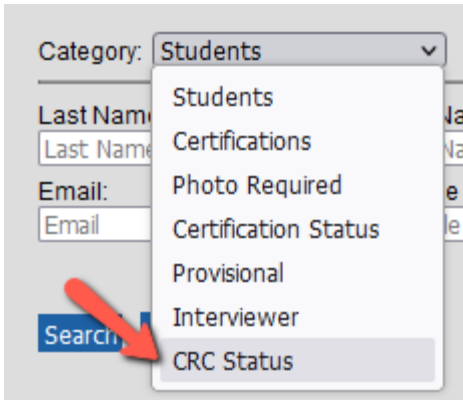 Category: Students
Students
Certifications
Photo Required
Certification Status
Provisional
Interviewer
CRC Status
Last Nam
Last Name
Email:
Email
Search